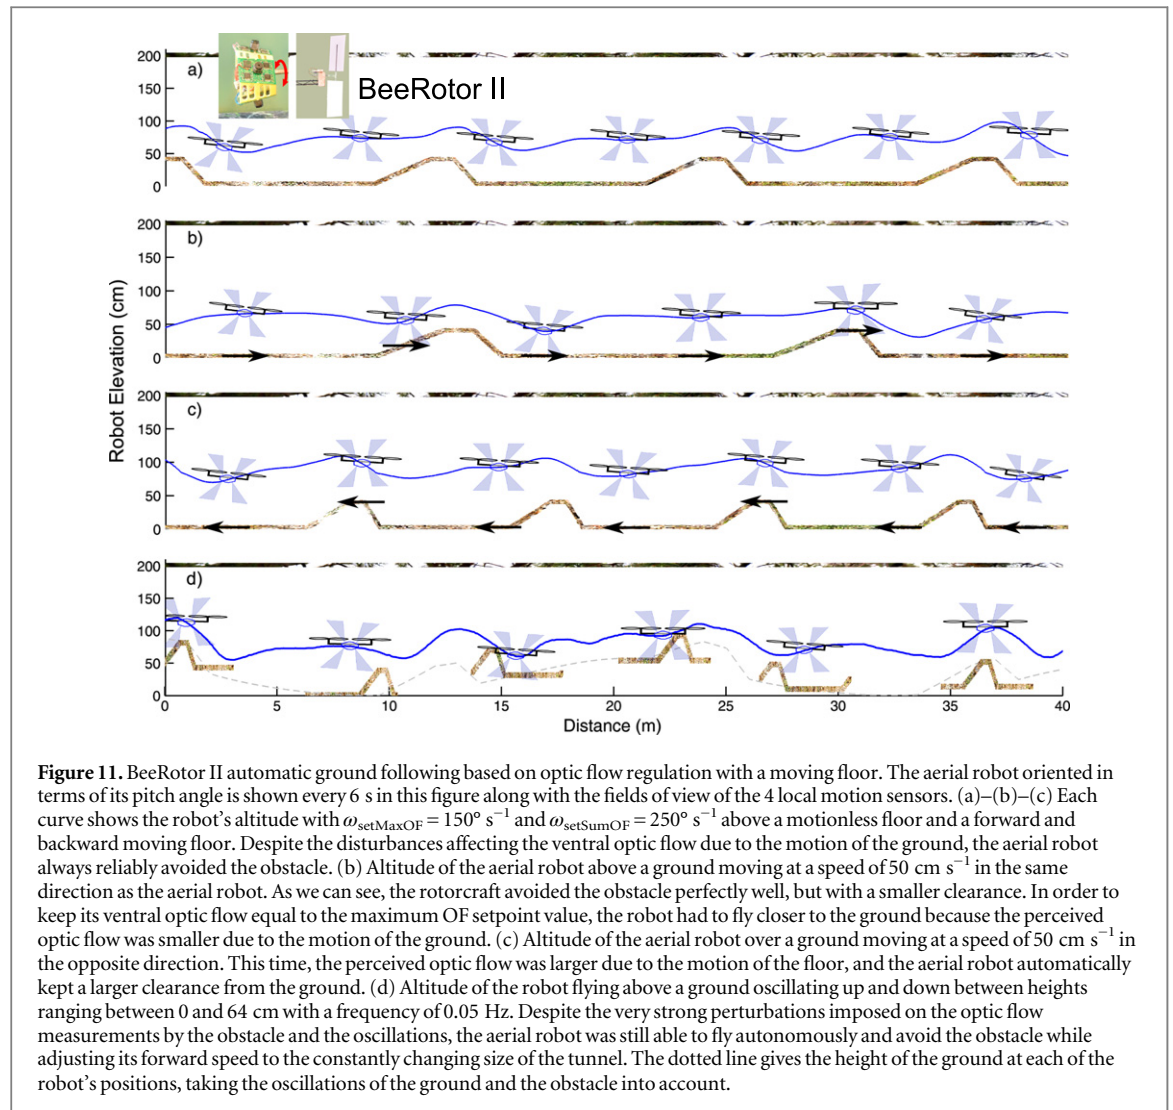 200
a)
BeeRotor II
150
100
50
0
200
b)
150
100
50
0
Robot Elevation (cm)
200
c)
150
100
50
0
200
d)
150
100
50
0
0 5 10 15 20 25 30 35 40
Distance (m)
Figure 11. BeeRotor II automatic ground following based on optic flow regulation with a moving floor. The aerial robot oriented in
terms of its pitch angle is shown every 6 s in this figure along with the fields of view of the 4 local motion sensors. (a)–(b)–(c) Each
curve shows the robot's altitude with ω_setMaxOF = 150° s⁻¹ and ω_setSumOF = 250° s⁻¹ above a motionless floor and a forward and
backward moving floor. Despite the disturbances affecting the ventral optic flow due to the motion of the ground, the aerial robot
always reliably avoided the obstacle. (b) Altitude of the aerial robot above a ground moving at a speed of 50 cm s⁻¹ in the same
direction as the aerial robot. As we can see, the rotorcraft avoided the obstacle perfectly well, but with a smaller clearance. In order to
keep its ventral optic flow equal to the maximum OF setpoint value, the robot had to fly closer to the ground because the perceived
optic flow was smaller due to the motion of the ground. (c) Altitude of the aerial robot over a ground moving at a speed of 50 cm s⁻¹ in
the opposite direction. This time, the perceived optic flow was larger due to the motion of the floor, and the aerial robot automatically
kept a larger clearance from the ground. (d) Altitude of the robot flying above a ground oscillating up and down between heights
ranging between 0 and 64 cm with a frequency of 0.05 Hz. Despite the very strong perturbations imposed on the optic flow
measurements by the obstacle and the oscillations, the aerial robot was still able to fly autonomously and avoid the obstacle while
adjusting its forward speed to the constantly changing size of the tunnel. The dotted line gives the height of the ground at each of the
robot's positions, taking the oscillations of the ground and the obstacle into account.